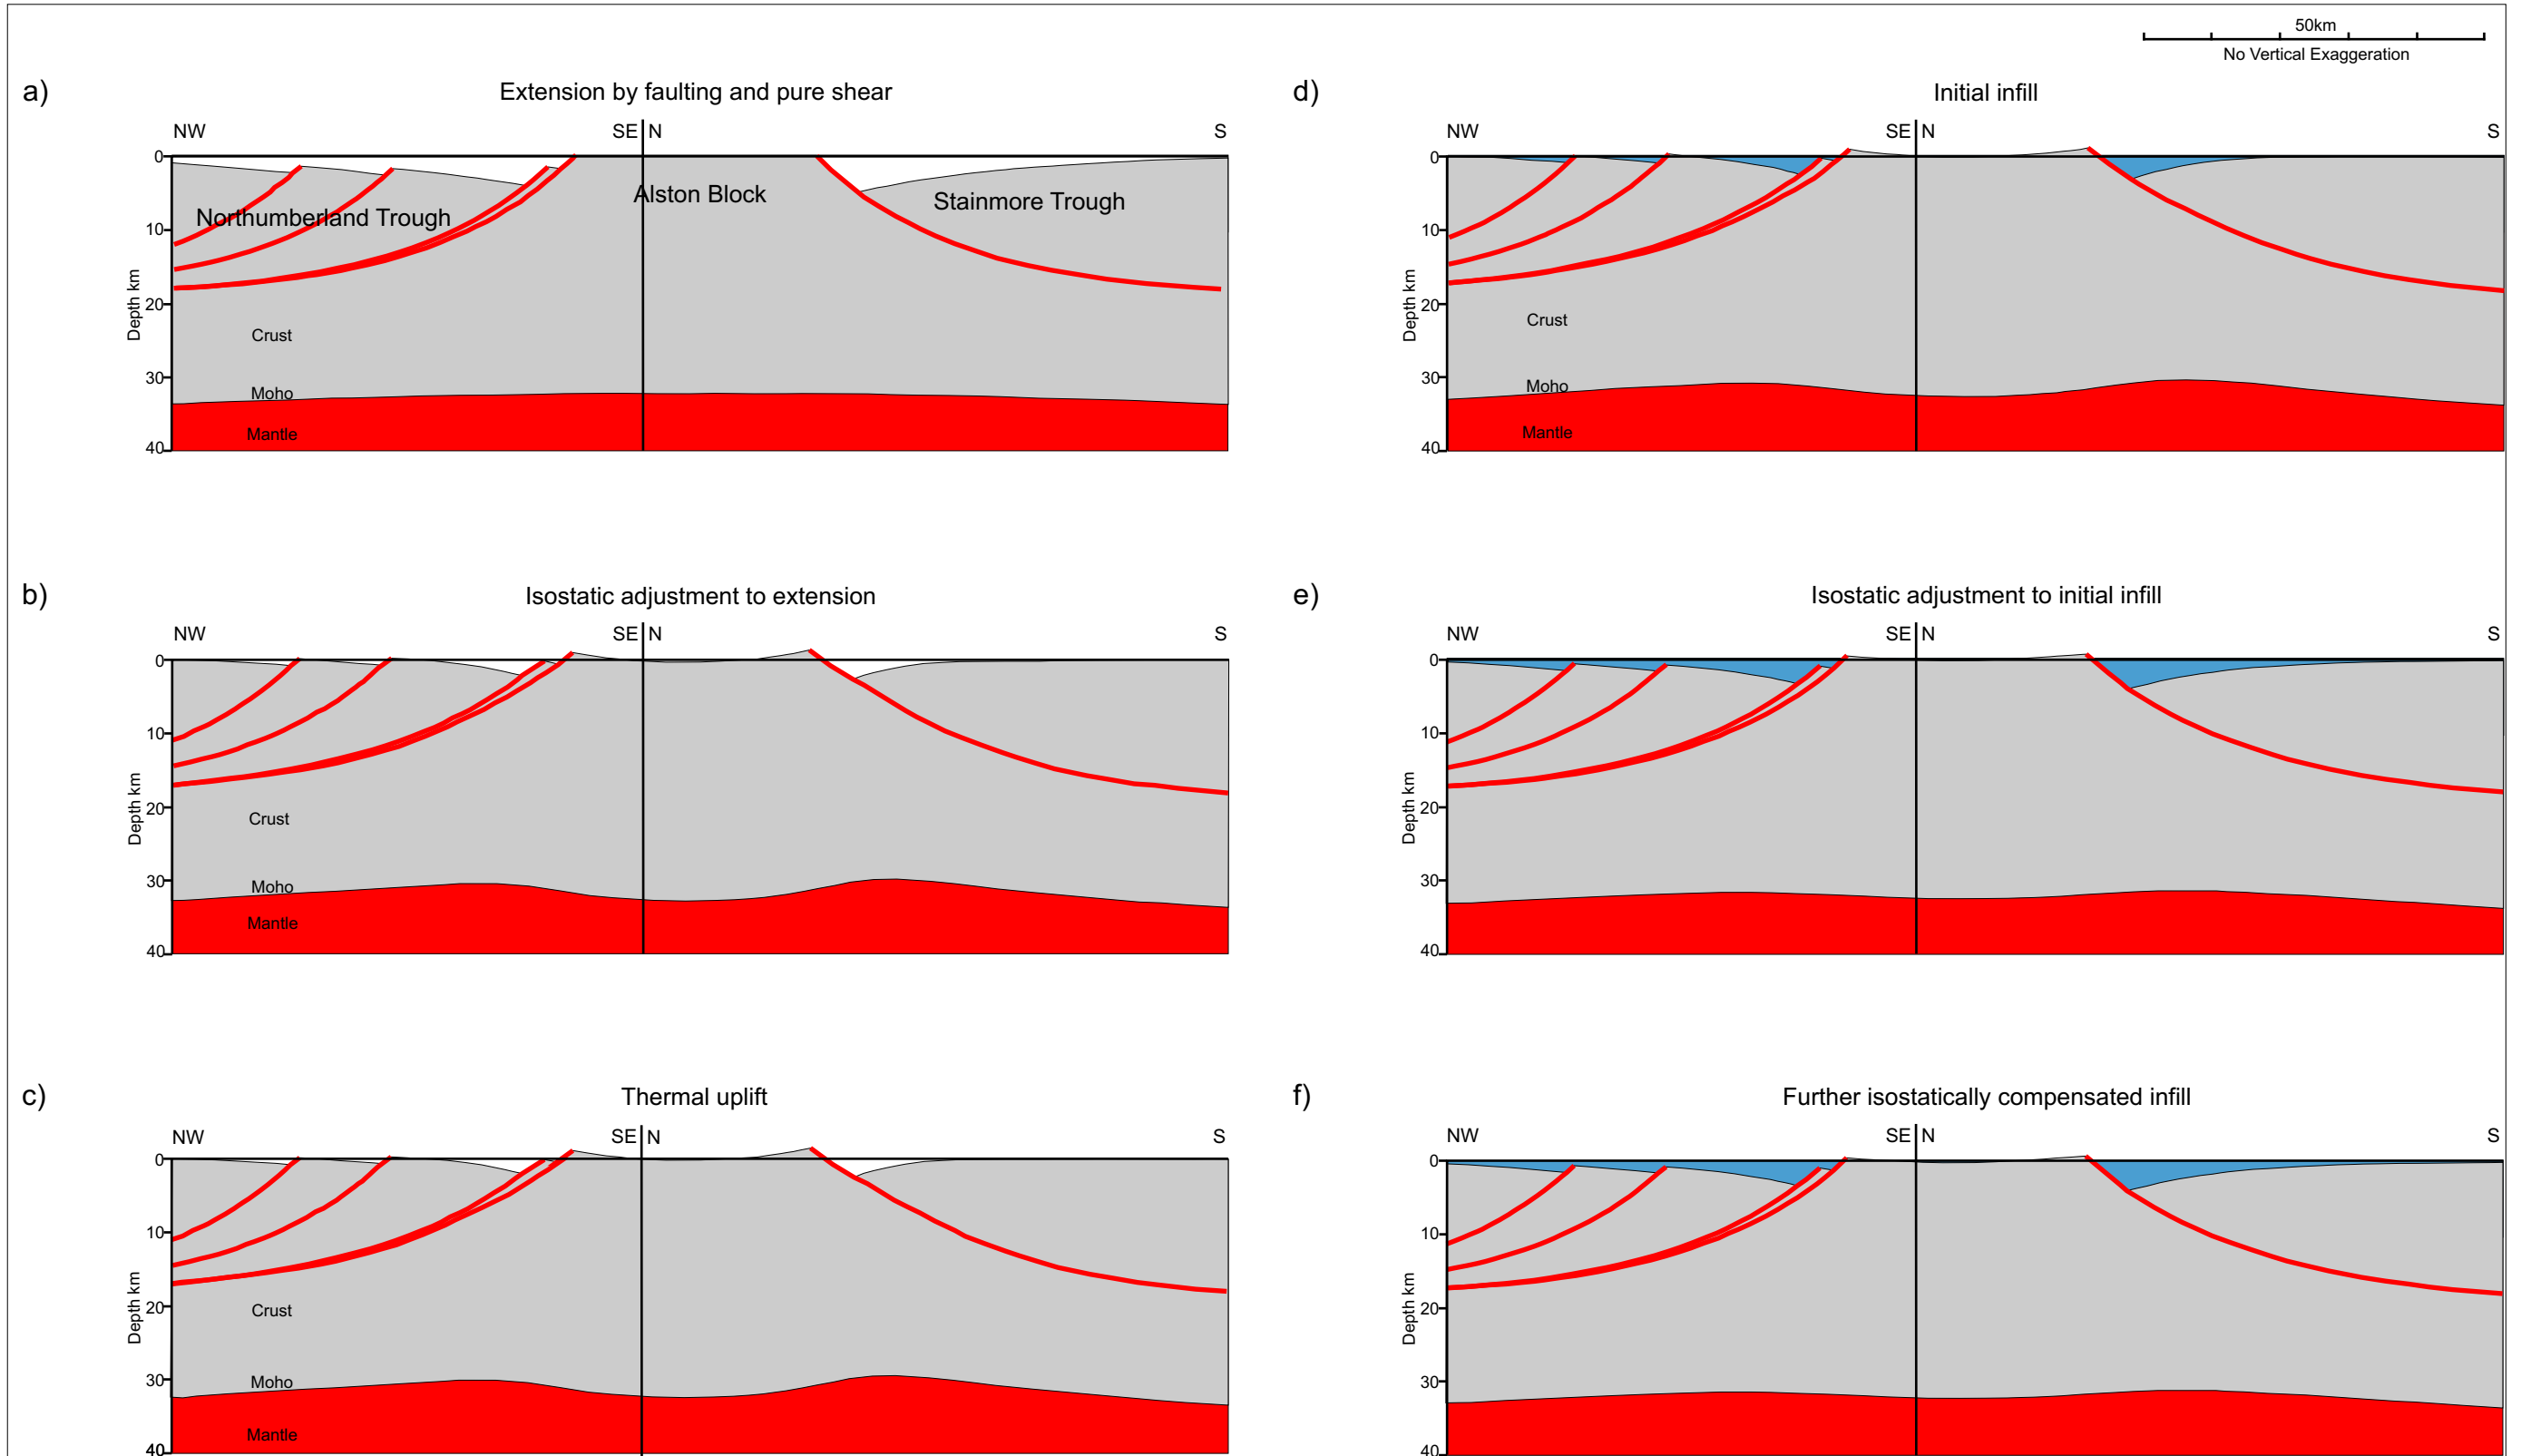 50km
No Vertical Exaggeration
a)
Extension by faulting and pure shear
NW
SE N
S
0
10
20
30
40
Depth km
Northumberland Trough
Alston Block
Stainmore Trough
Crust
Moho
Mantle
b)
Isostatic adjustment to extension
NW
SE N
S
0
10
20
30
40
Depth km
Crust
Moho
Mantle
c)
Thermal uplift
NW
SE N
S
0
10
20
30
40
Depth km
Crust
Moho
Mantle
d)
Initial infill
NW
SE N
S
0
10
20
30
40
Depth km
Crust
Moho
Mantle
e)
Isostatic adjustment to initial infill
NW
SE N
S
0
10
20
30
40
Depth km
f)
Further isostatically compensated infill
NW
SE N
S
0
10
20
30
40
Depth km